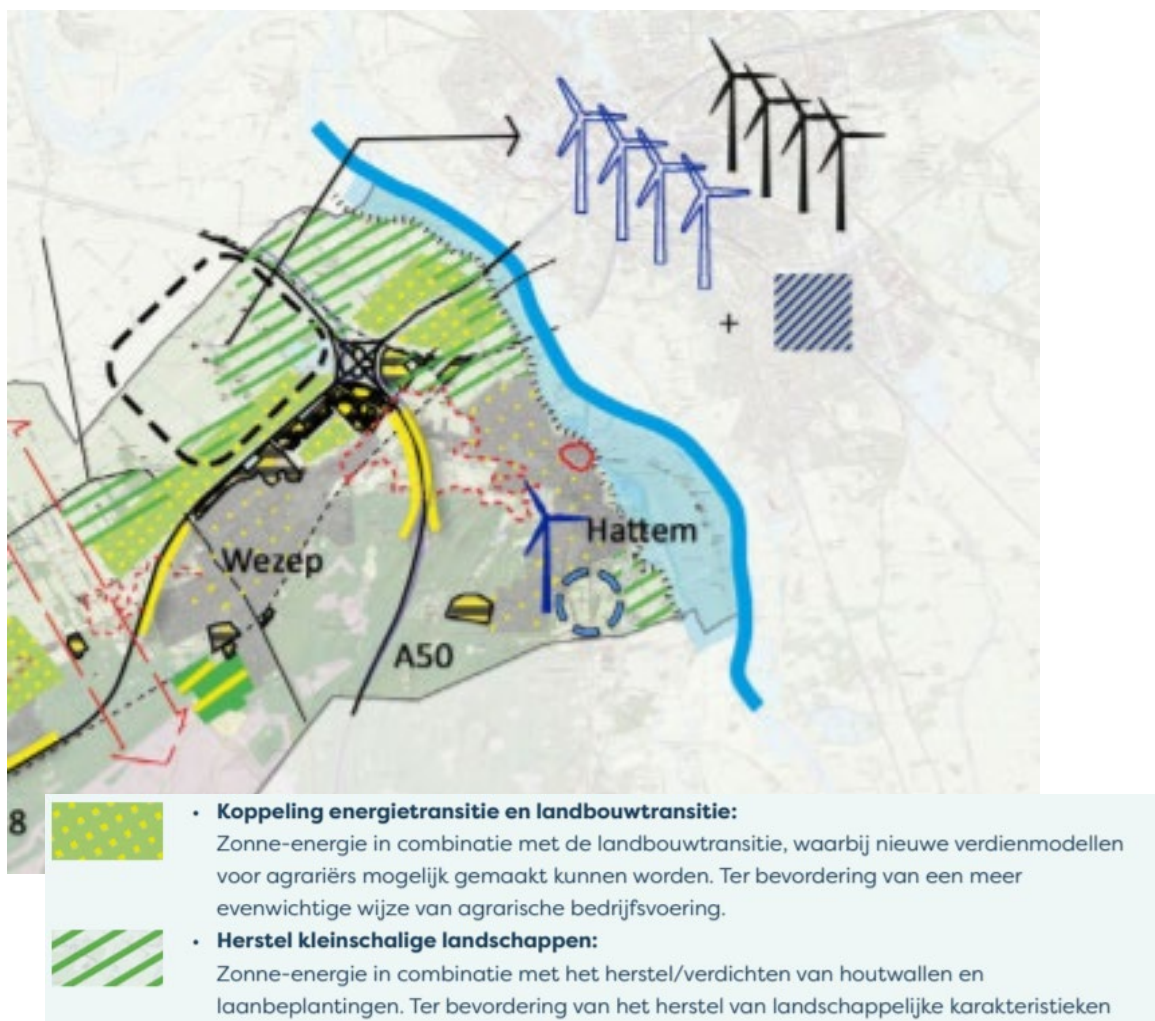 Hattem
Wezep
A50
8
+
• Koppeling energietransitie en landbouwtransitie:
Zonne-energie in combinatie met de landbouwtransitie, waarbij nieuwe verdienmodellen
voor agrariërs mogelijk gemaakt kunnen worden. Ter bevordering van een meer
evenwichtige wijze van agrarische bedrijfsvoering.
• Herstel kleinschalige landschappen:
Zonne-energie in combinatie met het herstel/verdichten van houtwallen en
laanbeplantingen. Ter bevordering van het herstel van landschappelijke karakteristieken